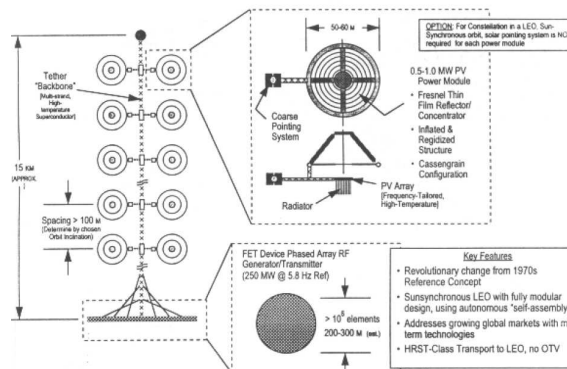 50-60 M
OPTION: For Constellation in a LEO, Sun-
Synchronous orbit, solar pointing system is NO
required for each power module
Tether
"Backbone"
[Multi-strand,
High-
temperature
Superconductor]
15 KM
[APPROX.
Spacing > 100 M
(Determine by chosen
Orbit Inclination)
Coarse
Pointing
System
0.5-1.0 MW PV
Power Module
• Fresnel Thin
Film Reflector/
Concentrator
• Inflated &
Regidized
Structure
• Cassengrain
Configuration
PV Array
[Frequency-Tailored,
High-Temperature]
Radiator
FET Device Phased Array RF
Generator/Transmitter
(250 MW @ 5.8 Hz Ref)
> 10⁶ elements
200-300 M (est.)
Key Features
• Revolutionary change from 1970s
Reference Concept
• Sunsynchronous LEO with fully modular
design, using autonomous "self-assembly
• Addresses growing global markets with m
term technologies
• HRST-Class Transport to LEO, no OTV